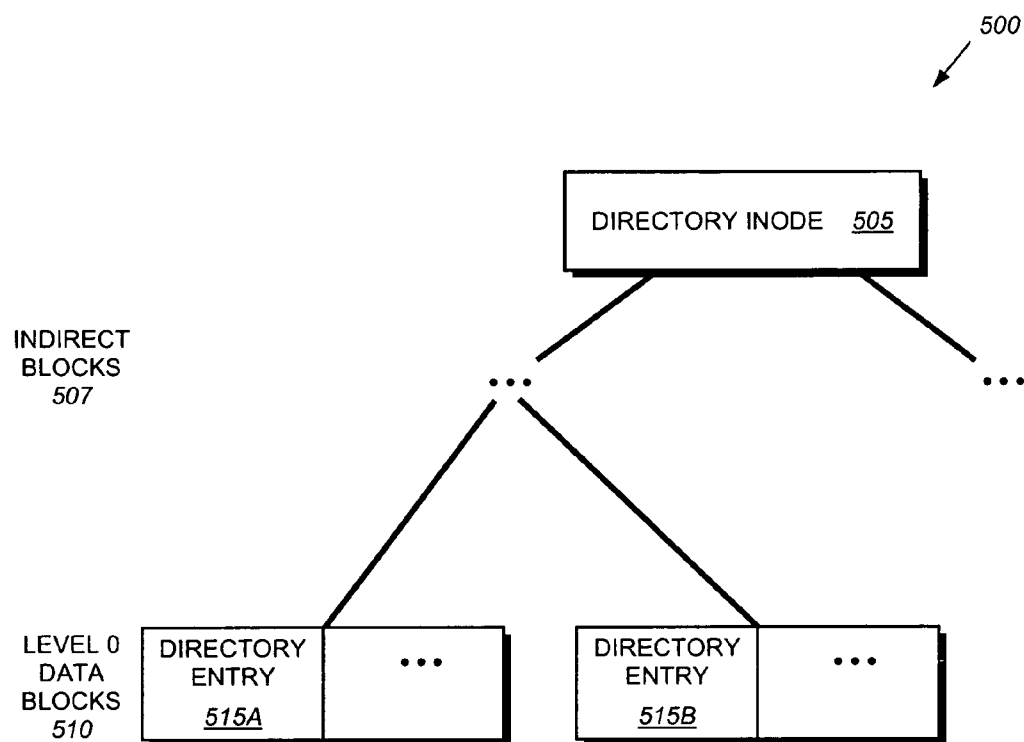 500
DIRECTORY INODE 505
INDIRECT
BLOCKS
507
•••
•••
LEVEL 0
DATA
BLOCKS
510
DIRECTORY
ENTRY
515A
•••
DIRECTORY
ENTRY
515B
•••